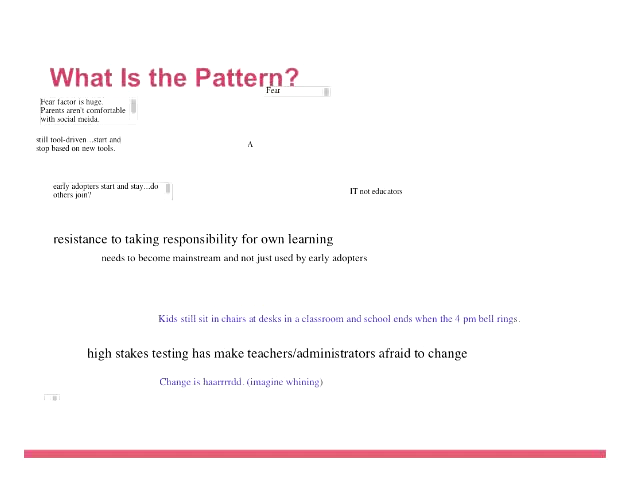 What Is the Pattern?
Fear
Fear factor is huge.
Parents aren't comfortable
with social meida.
still tool-driven...start and
stop based on new tools.
A
early adopters start and stay...do
others join?
IT not educators
resistance to taking responsibility for own learning
needs to become mainstream and not just used by early adopters
Kids still sit in chairs at desks in a classroom and school ends when the 4 pm bell rings.
high stakes testing has make teachers/administrators afraid to change
Change is haarrrrdd. (imagine whining)